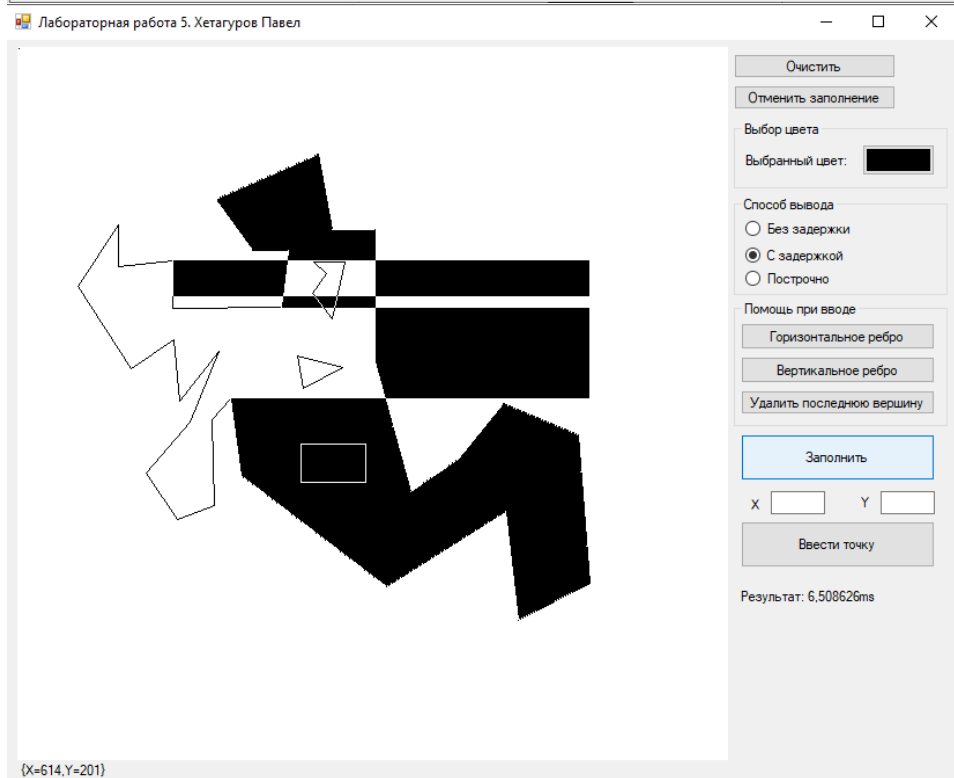 Лабораторная работа 5. Хетагуров Павел
Очистить
Отменить заполнение
Выбор цвета
Выбранный цвет:
Способ вывода
Без задержки
С задержкой
Построчно
Помощь при вводе
Горизонтальное ребро
Вертикальное ребро
Удалить последнюю вершину
Заполнить
X Y
Ввести точку
Результат: 6,508626ms
{X=614,Y=201}